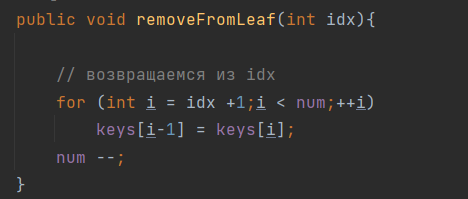 public void removeFromLeaf(int idx){
// возвращаемся из idx
for (int i = idx +1;i < num;++i)
keys[i-1] = keys[i];
num --;
}